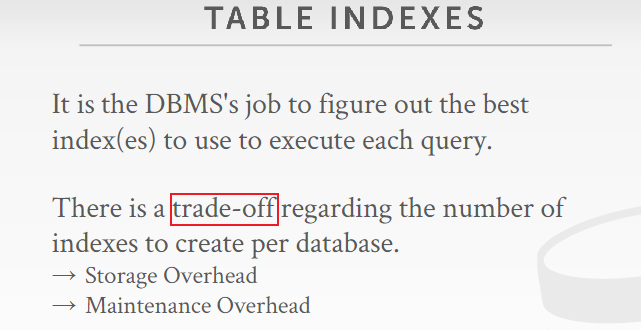 TABLE INDEXES
It is the DBMS's job to figure out the best
index(es) to use to execute each query.
There is a trade-off regarding the number of
indexes to create per database.
→ Storage Overhead
→ Maintenance Overhead